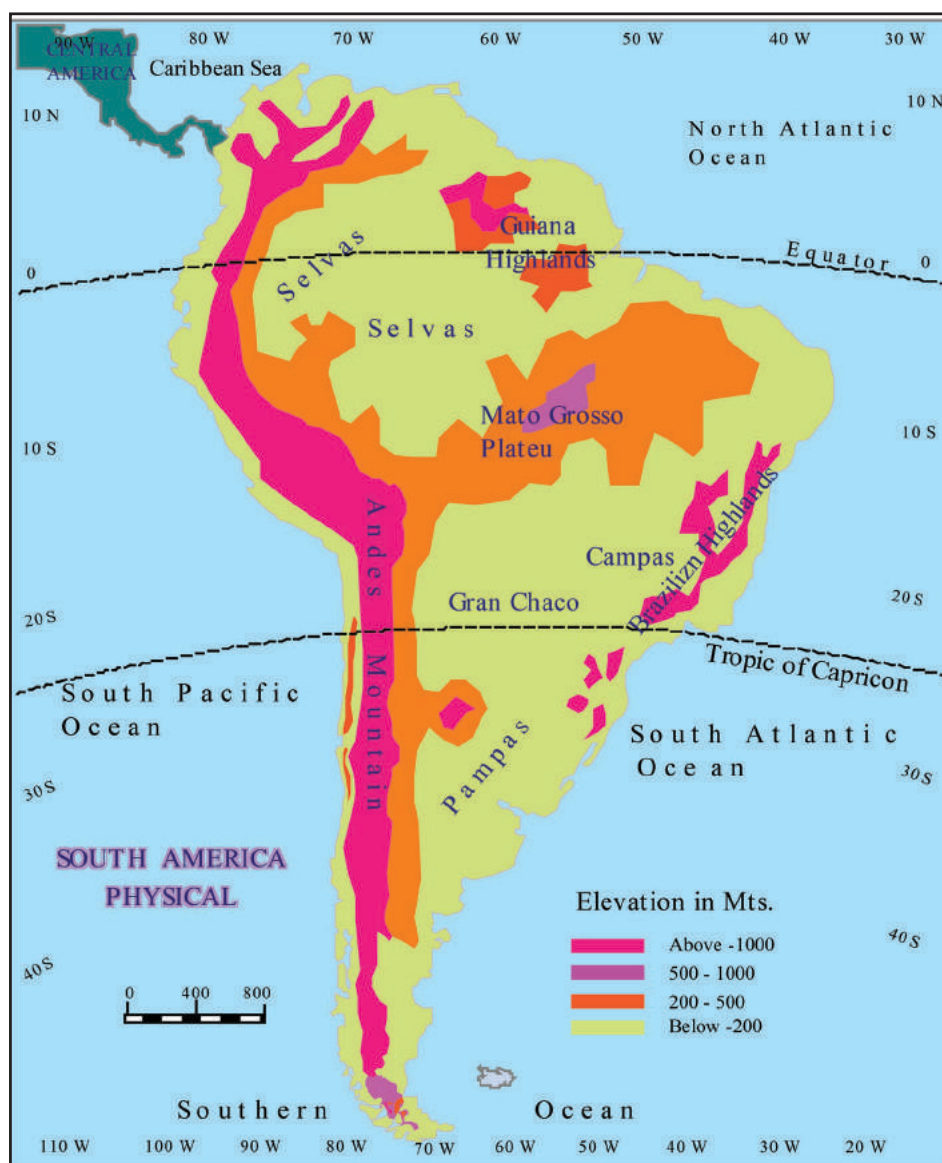 90 W
80 W
70 W
60 W
50 W
40 W
30 W
CENTRAL
AMERICA
Caribbean Sea
10 N
10 N
North Atlantic
Ocean
Guiana
Highlands
Equator
0
0
Selvas
Selvas
Mato Grosso
Plateu
10 S
10 S
Andes Mountain
Campas
Brazilizn Highlands
Gran Chaco
20 S
20 S
Tropic of Capricon
South Pacific
Ocean
South Atlantic
Ocean
Pampas
30 S
30 S
SOUTH AMERICA
PHYSICAL
Elevation in Mts.
Above -1000
500 - 1000
200 - 500
Below -200
40 S
40 S
0 400 800
Southern Ocean
110 W
100 W
90 W
80 W
70 W
60 W
50 W
40 W
30 W
20 W